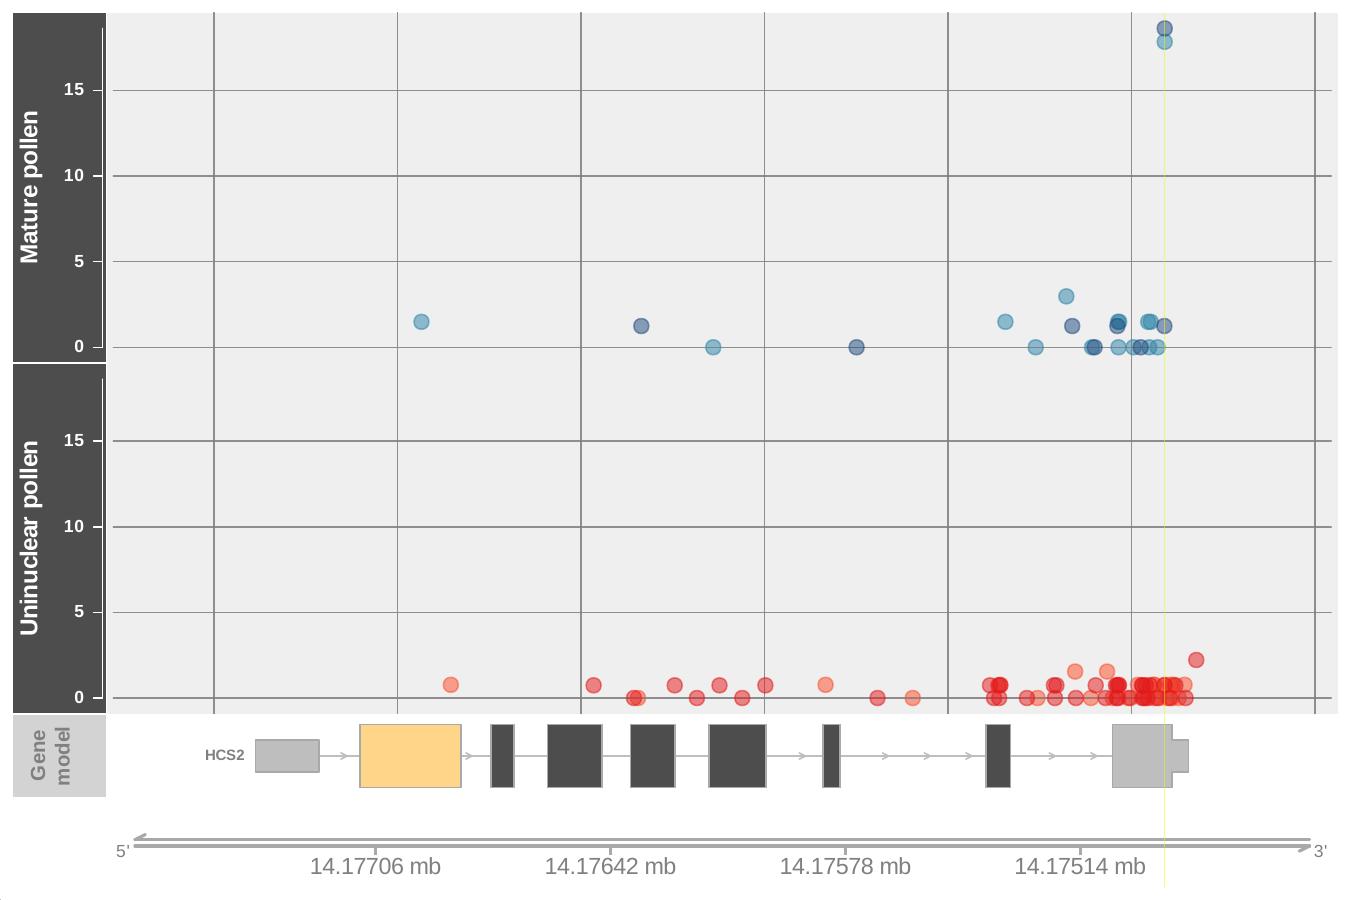 Mature pollen
15
10
5
0
Uninuclear pollen
15
10
5
0
Gene
model
HCS2
5'
3'
14.17706 mb
14.17642 mb
14.17578 mb
14.17514 mb